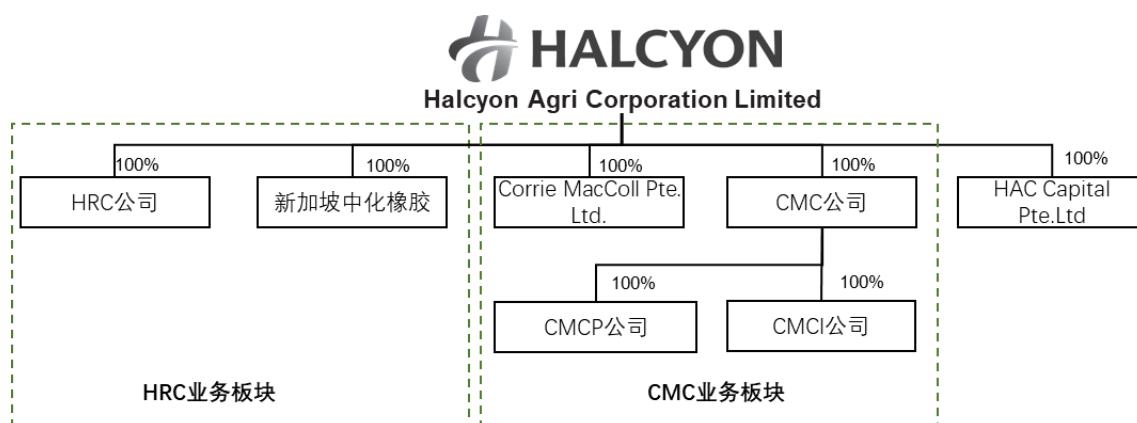 HALCYON
Halcyon Agri Corporation Limited
100%
100%
100%
100%
100%
HRC公司
新加坡中化橡胶
Corrie MacColl Pte.
Ltd.
CMC公司
HAC Capital
Pte.Ltd
100%
100%
CMCP公司
CMCI公司
HRC业务板块
CMC业务板块